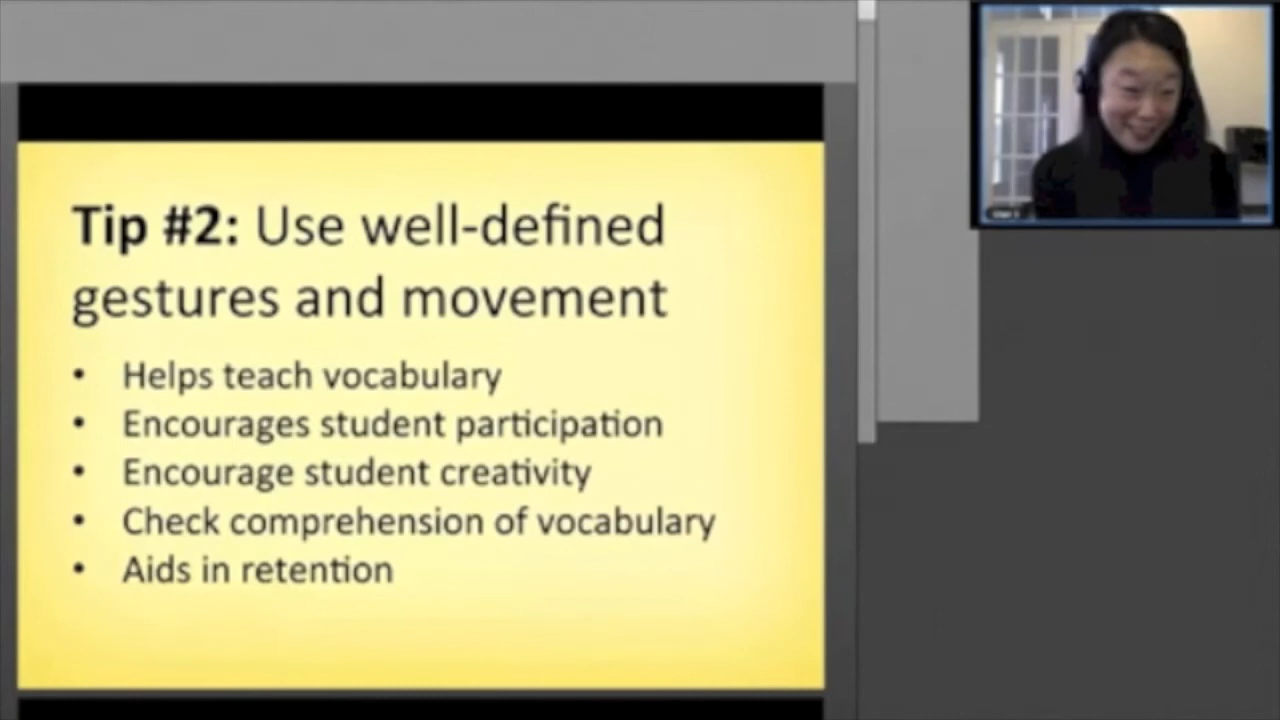 Tip #2: Use well-defined
gestures and movement
• Helps teach vocabulary
• Encourages student participation
• Encourage student creativity
• Check comprehension of vocabulary
• Aids in retention